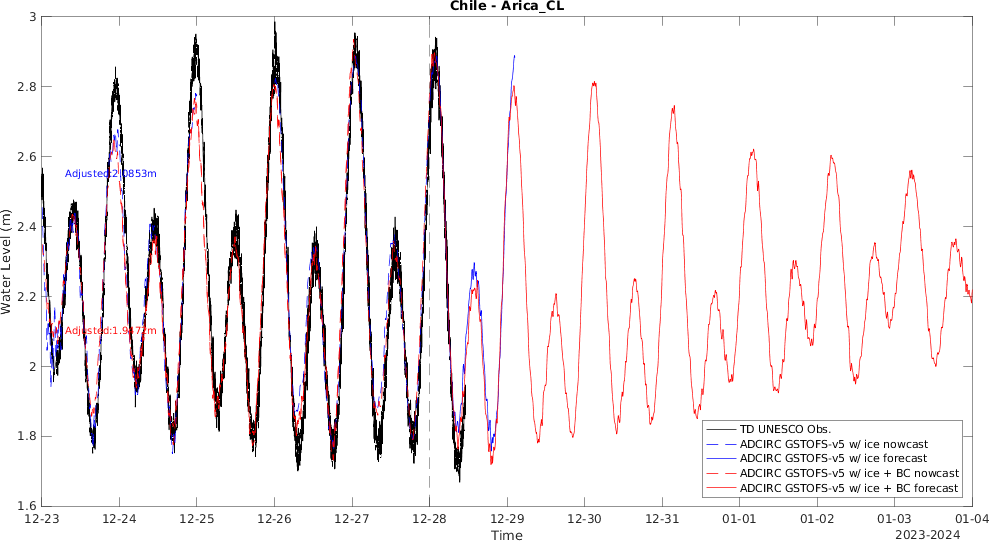 Chile - Arica_CL
3
2.8
2.6
2.4
2.2
2
1.8
1.6
Water Level (m)
Adjusted:2.0853m
TD UNESCO Obs.
ADCIRC GSTOFS-v5 w/ ice nowcast
ADCIRC GSTOFS-v5 w/ ice forecast
ADCIRC GSTOFS-v5 w/ ice + BC nowcast
ADCIRC GSTOFS-v5 w/ ice + BC forecast
12-23 12-24 12-25 12-26 12-27 12-28 12-29 12-30 12-31 01-01 01-02 01-03 01-04
Time
2023-2024